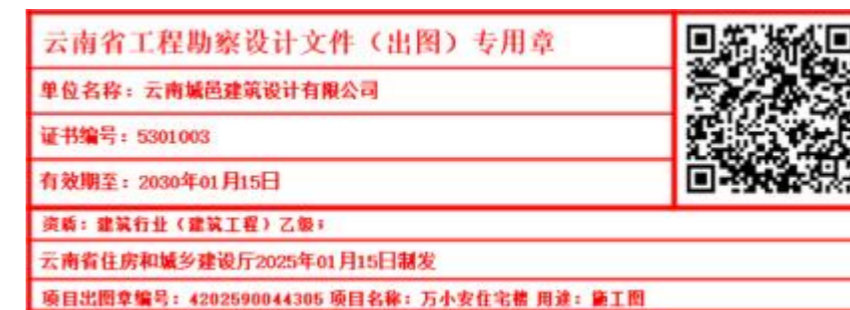 云南省工程勘察设计文件（出图）专用章
单位名称：云南城邑建筑设计有限公司
证书编号：5301003
有效期至：2030年01月15日
资质：建筑行业（建筑工程）乙级；
云南省住房和城乡建设厅2025年01月15日制发
项目出图章编号：4202590044305 项目名称：万小安住宅楼 用途：施工图